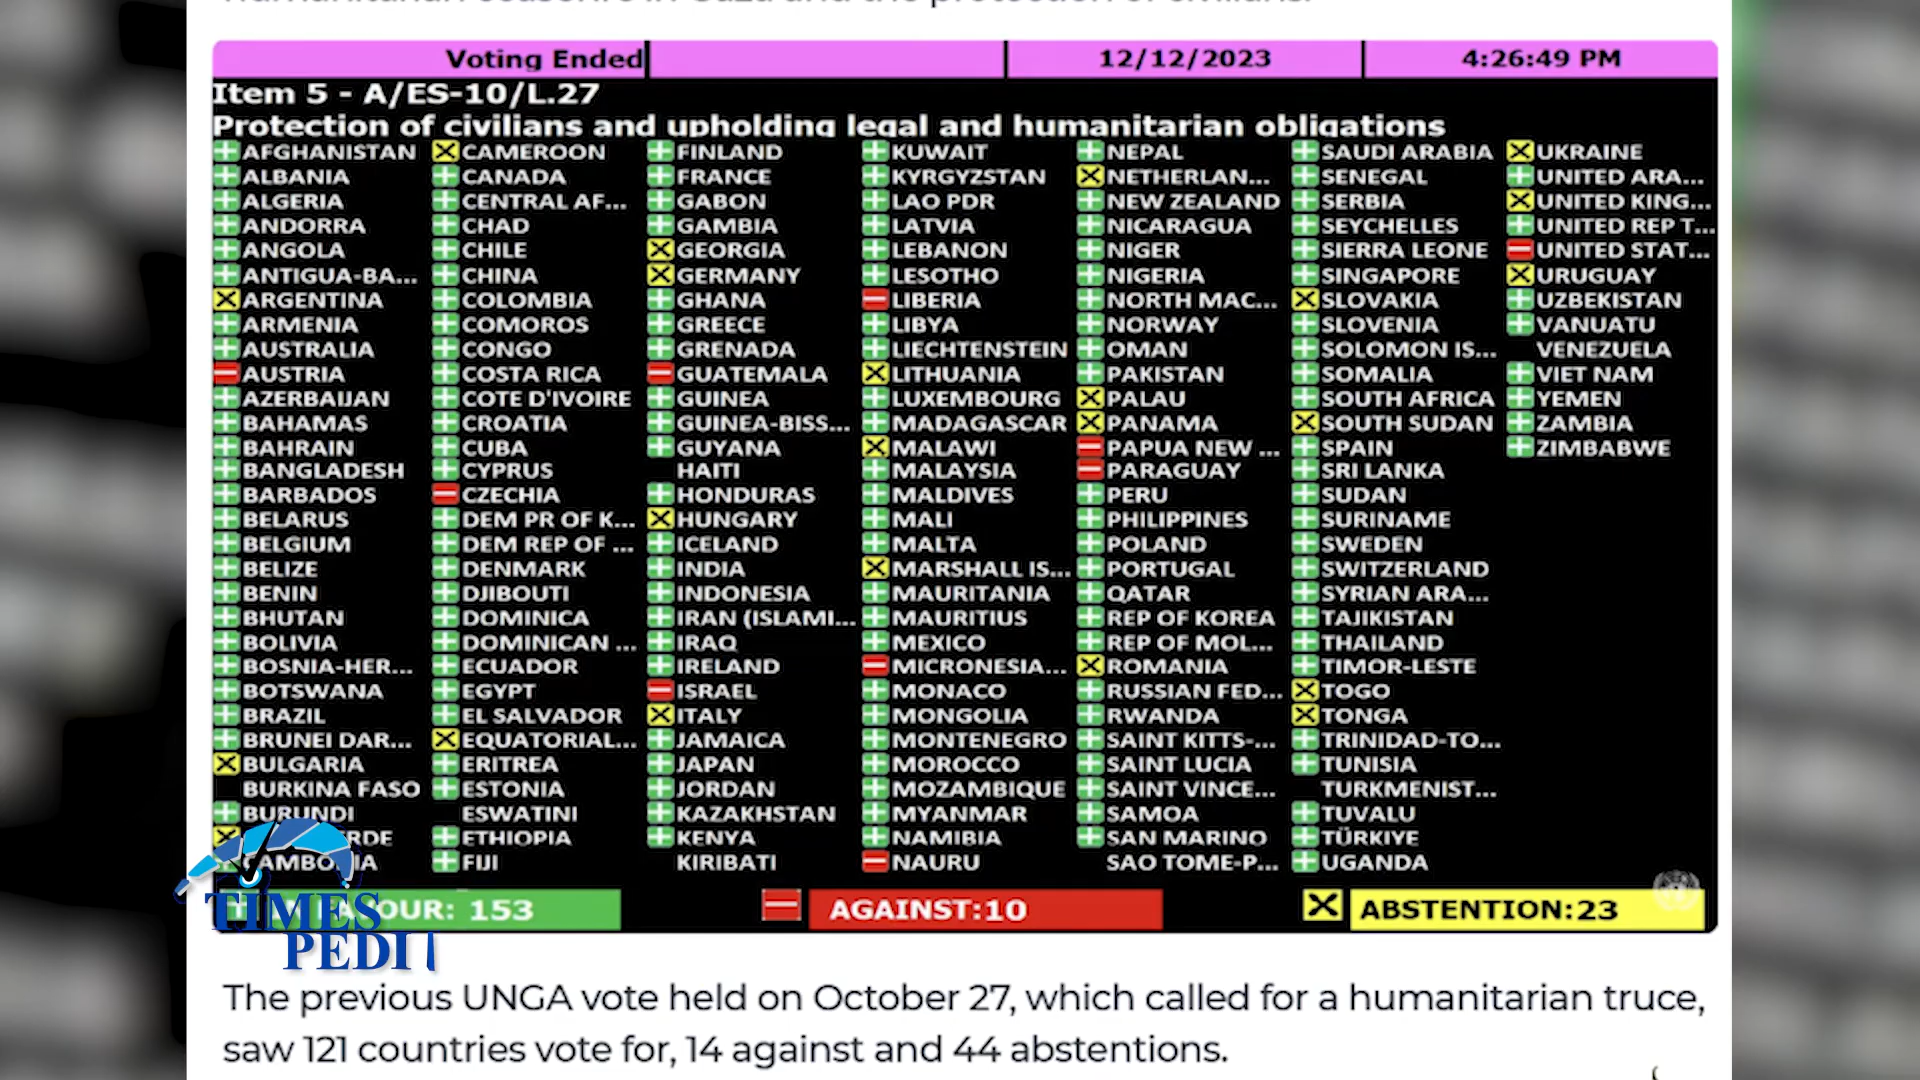 Voting Ended 12/12/2023 4:26:49 PM
Item 5 - A/ES-10/L.27
Protection of civilians and upholding legal and humanitarian obligations
AFGHANISTAN CAMEROON FINLAND KUWAIT NEPAL SAUDI ARABIA UKRAINE
ALBANIA CANADA FRANCE KYRGYZSTAN NETHERLAN... SENEGAL UNITED ARA...
ALGERIA CENTRAL AF... GABON LAO PDR NEW ZEALAND SERBIA UNITED KING...
ANDORRA CHAD GAMBIA LATVIA NICARAGUA SEYCHELLES UNITED REP T...
ANGOLA CHILE GEORGIA LEBANON NIGER SIERRA LEONE UNITED STAT...
ANTIGUA-BA... CHINA GERMANY LESOTHO NIGERIA SINGAPORE URUGUAY
ARGENTINA COLOMBIA GHANA LIBERIA NORTH MAC... SLOVAKIA UZBEKISTAN
ARMENIA COMOROS GREECE LIBYA NORWAY SLOVENIA VANUATU
AUSTRALIA CONGO GRENADA LIECHTENSTEIN OMAN SOLOMON IS... VENEZUELA
AUSTRIA COSTA RICA GUATEMALA LITHUANIA PAKISTAN SOMALIA VIET NAM
AZERBAIJAN COTE D'IVOIRE GUINEA LUXEMBOURG PALAU SOUTH AFRICA YEMEN
BAHAMAS CROATIA GUINEA-BISS... MADAGASCAR PANAMA SOUTH SUDAN ZAMBIA
BAHRAIN CUBA GUYANA MALAWI PAPUA NEW ... SPAIN ZIMBABWE
BANGLADESH CYPRUS HAITI MALAYSIA PARAGUAY SRI LANKA
BARBADOS CZECHIA HONDURAS MALDIVES PERU SUDAN
BELARUS DEM PR OF K... HUNGARY MALI PHILIPPINES SURINAME
BELGIUM DEM REP OF ... ICELAND MALTA POLAND SWEDEN
BELIZE DENMARK INDIA MARSHALL IS... PORTUGAL SWITZERLAND
BENIN DJIBOUTI INDONESIA MAURITANIA QATAR SYRIAN ARA...
BHUTAN DOMINICA IRAN (ISLAMI... MAURITIUS REP OF KOREA TAJIKISTAN
BOLIVIA DOMINICAN ... IRAQ MEXICO REP OF MOL... THAILAND
BOSNIA-HER... ECUADOR IRELAND MICRONESIA... ROMANIA TIMOR-LESTE
BOTSWANA EGYPT ISRAEL MONACO RUSSIAN FED... TOGO
BRAZIL EL SALVADOR ITALY MONGOLIA RWANDA TONGA
BRUNEI DAR... EQUATORIAL... JAMAICA MONTENEGRO SAINT KITTS-... TRINIDAD-TO...
BULGARIA ERITREA JAPAN MOROCCO SAINT LUCIA TUNISIA
BURKINA FASO ESTONIA JORDAN MOZAMBIQUE SAINT VINCE... TURKMENIST...
BURUNDI ESWATINI KAZAKHSTAN MYANMAR SAMOA TUVALU
ETHIOPIA KENYA NAMIBIA SAN MARINO TÜRKIYE
CAMBODIA FIJI KIRIBATI NAURU SAO TOME-P... UGANDA
153 AGAINST:10 ABSTENTION:23
TIMES
PEDI
The previous UNGA vote held on October 27, which called for a humanitarian truce,
saw 121 countries vote for, 14 against and 44 abstentions.